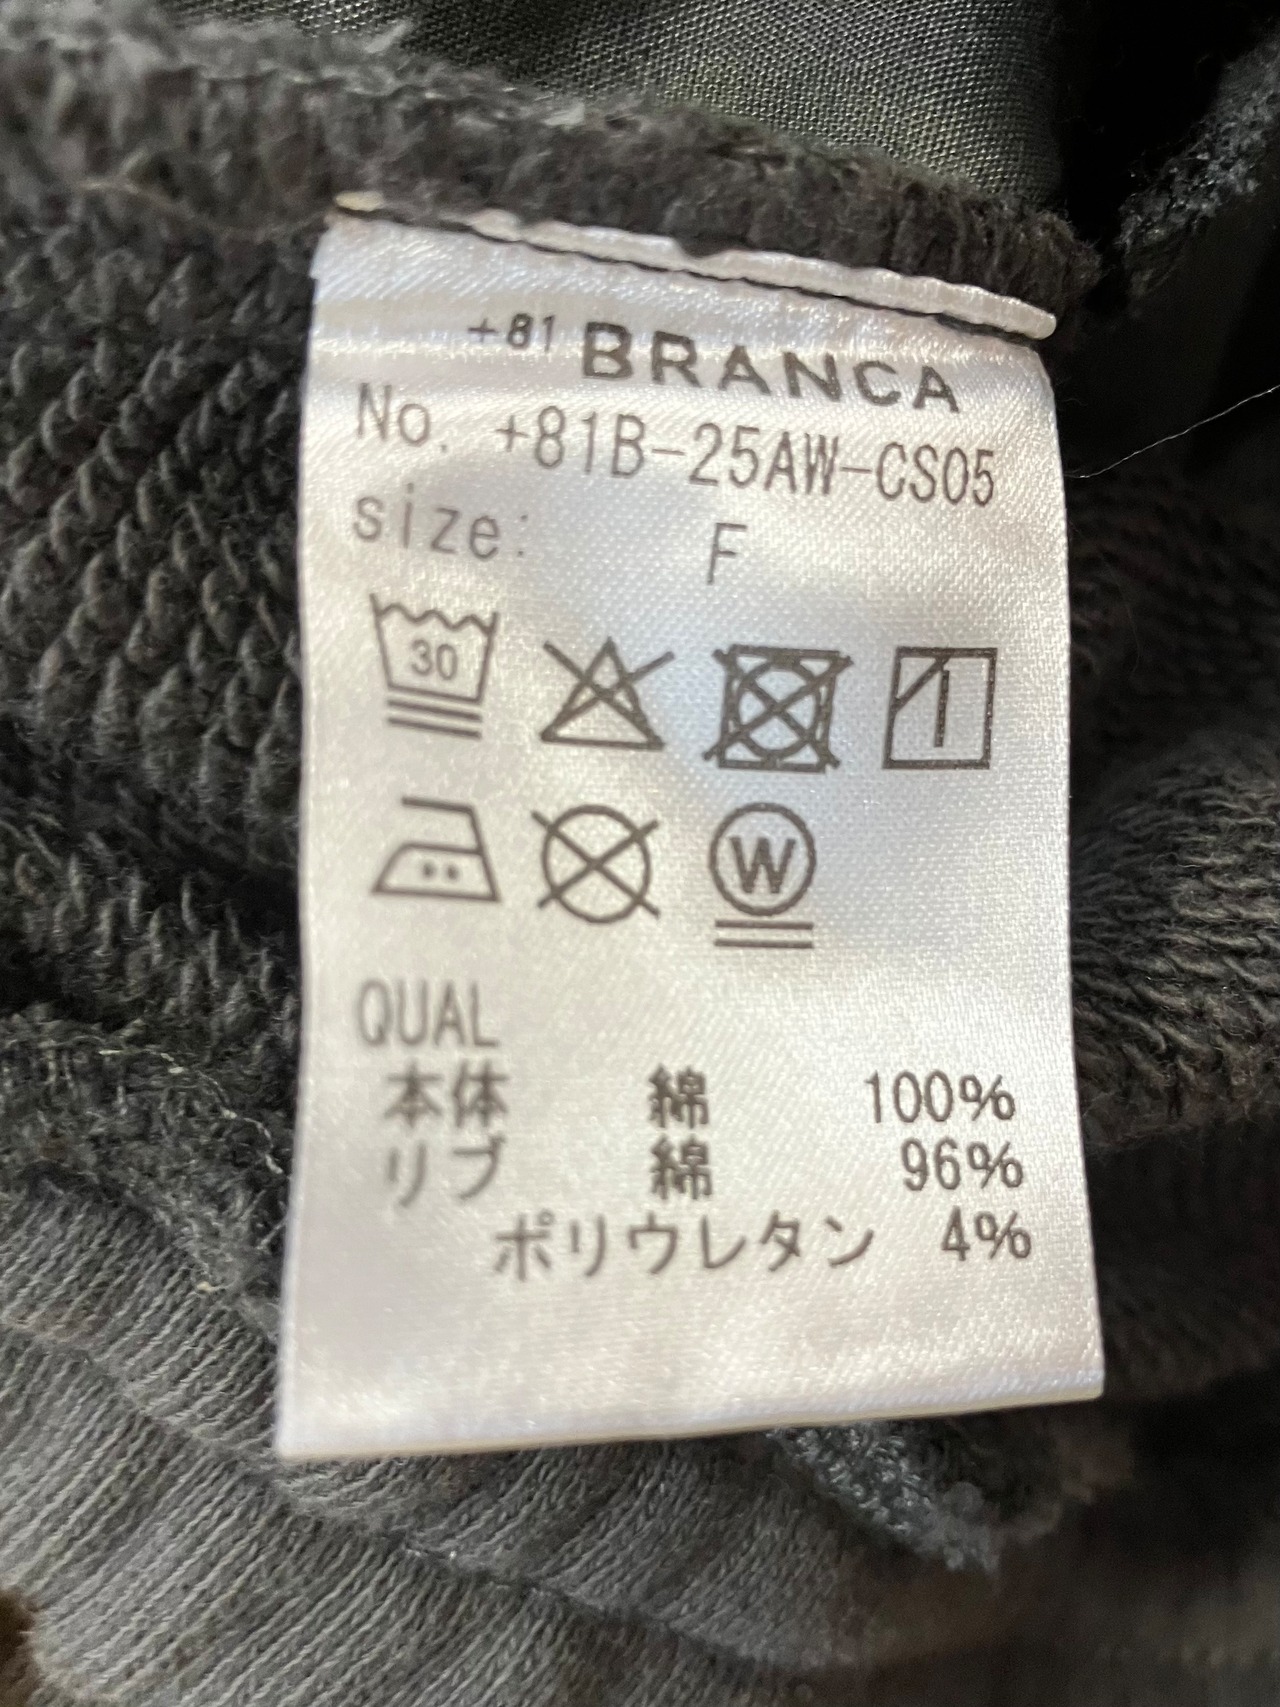 +81 BRANCA
No. +81B-25AW-CS05
size: F
30
W
QUAL
本体 綿 100%
リブ 綿 96%
ポリウレタン 4%